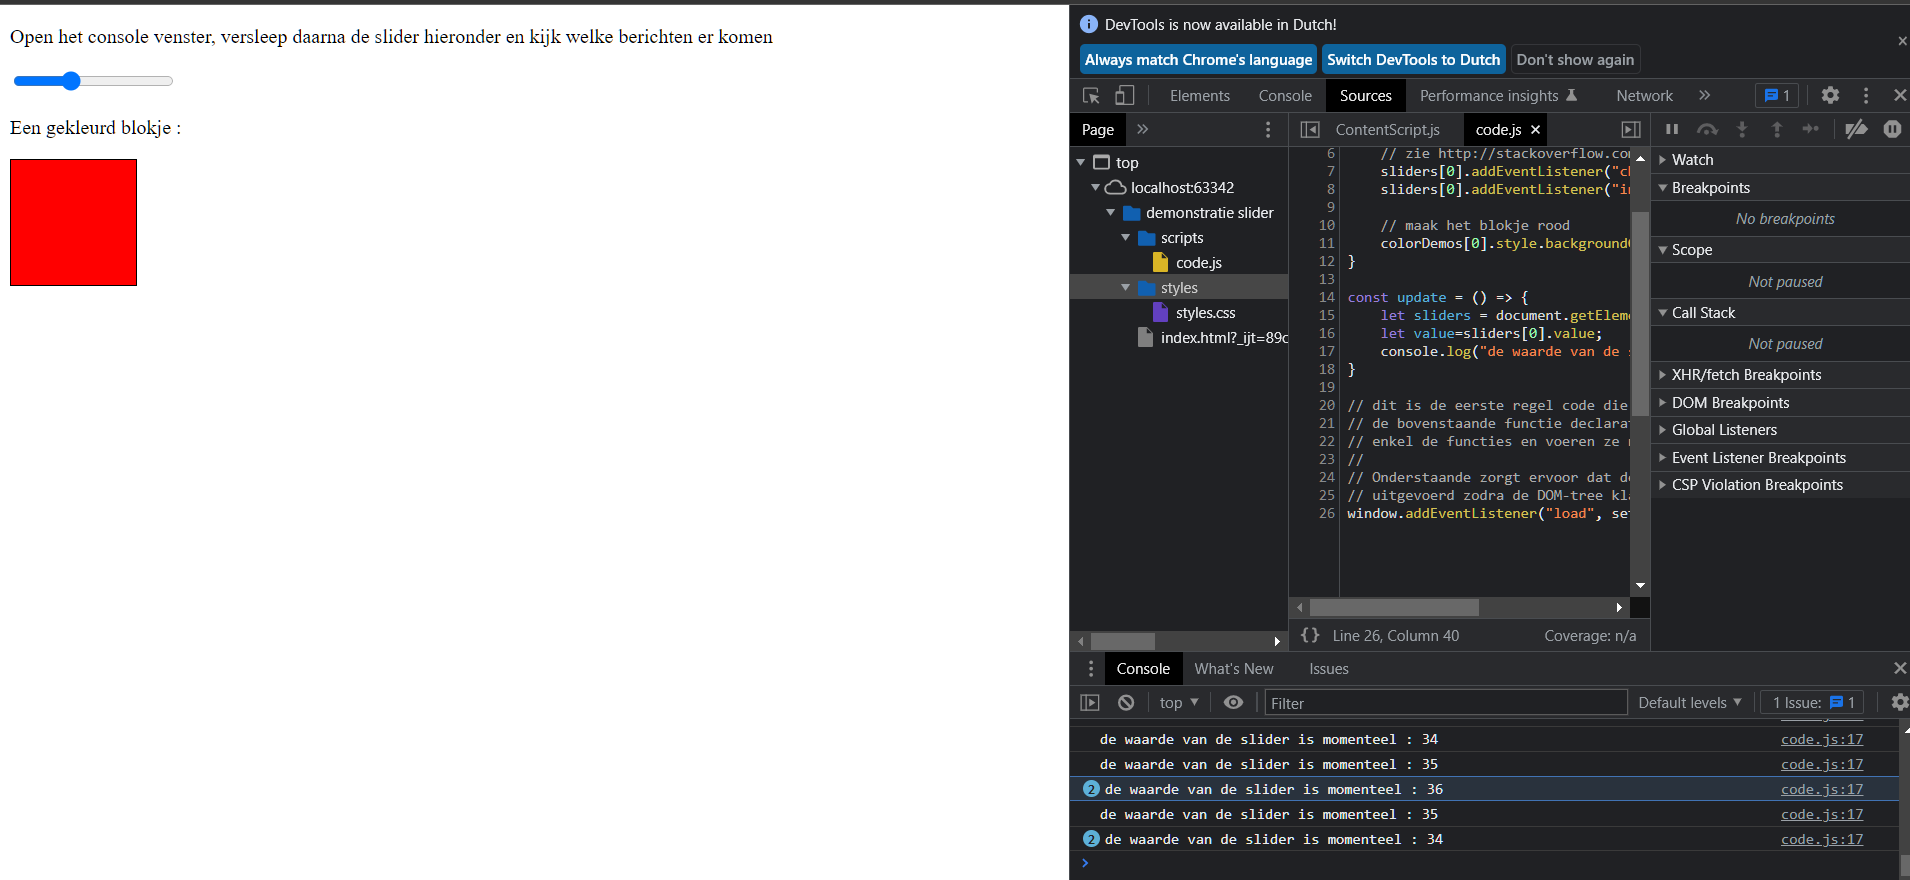 Open het console venster, versleep daarna de slider hieronder en kijk welke berichten er komen
Een gekleurd blokje :
DevTools is now available in Dutch!
Always match Chrome's language
Switch DevTools to Dutch
Don't show again
Elements
Console
Sources
Performance insights
Network
1
Page
ContentScript.js
code.js
top
localhost:63342
demonstratie slider
scripts
code.js
styles
styles.css
index.html?_ijt=89c
6 // zie http://stackoverflow.com
7 sliders[0].addEventListener("ch
8 sliders[0].addEventListener("in
9
10 // maak het blokje rood
11 colorDemos[0].style.background
12 }
13
14 const update = () => {
15 let sliders = document.getEleme
16 let value=sliders[0].value;
17 console.log("de waarde van de s
18 }
19
20 // dit is de eerste regel code die
21 // de bovenstaande functie declara
22 // enkel de functies en voeren ze n
23 //
24 // Onderstaande zorgt ervoor dat de
25 // uitgevoerd zodra de DOM-tree kla
26 window.addEventListener("load", set
{} Line 26, Column 40
Coverage: n/a
Watch
Breakpoints
No breakpoints
Scope
Not paused
Call Stack
Not paused
XHR/fetch Breakpoints
DOM Breakpoints
Global Listeners
Event Listener Breakpoints
CSP Violation Breakpoints
Console
What's New
Issues
top
Filter
Default levels
1 Issue: 1
de waarde van de slider is momenteel : 34 code.js:17
de waarde van de slider is momenteel : 35 code.js:17
2 de waarde van de slider is momenteel : 36 code.js:17
de waarde van de slider is momenteel : 35 code.js:17
2 de waarde van de slider is momenteel : 34 code.js:17